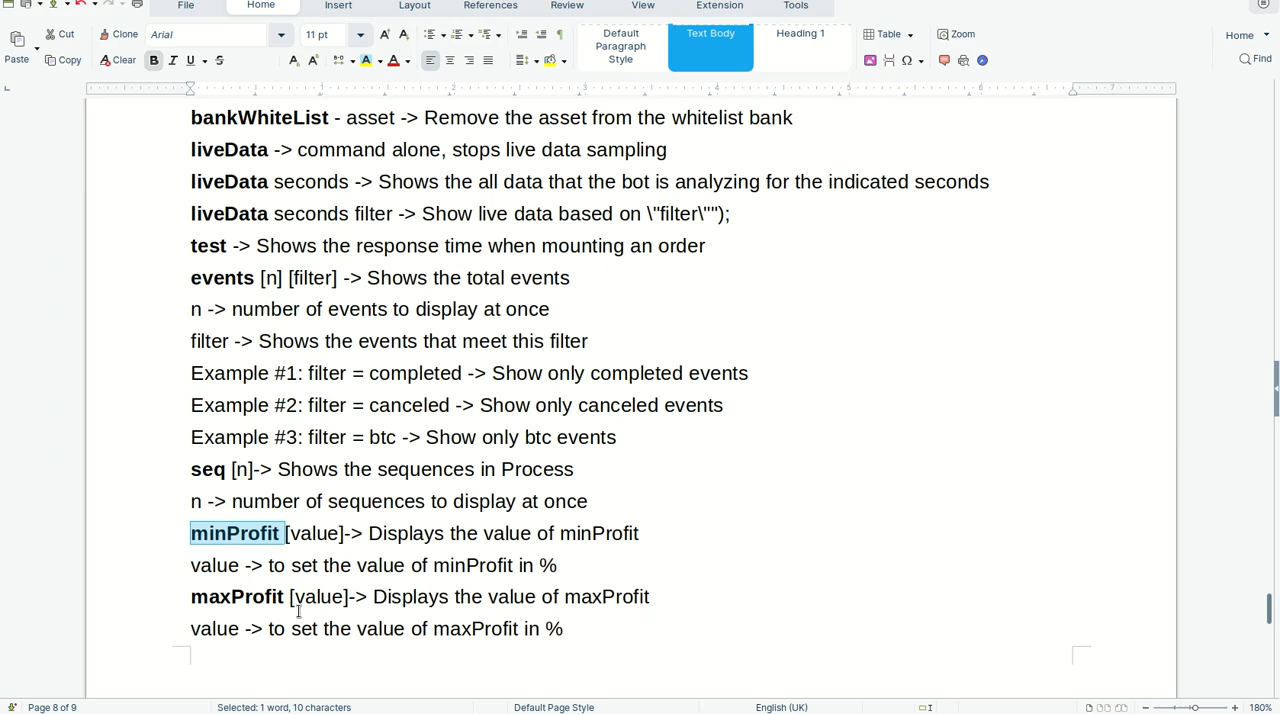 File Home Insert Layout References Review View Extension Tools
Paste Cut Clone Arial 11 pt Default Paragraph Style Text Body Heading 1 Table Zoom Home
Copy Clear B I U S Find
1 2 3 4 5 6 7
bankWhiteList - asset -> Remove the asset from the whitelist bank
liveData -> command alone, stops live data sampling
liveData seconds -> Shows the all data that the bot is analyzing for the indicated seconds
liveData seconds filter -> Show live data based on \"filter\"");
test -> Shows the response time when mounting an order
events [n] [filter] -> Shows the total events
n -> number of events to display at once
filter -> Shows the events that meet this filter
Example #1: filter = completed -> Show only completed events
Example #2: filter = canceled -> Show only canceled events
Example #3: filter = btc -> Show only btc events
seq [n]-> Shows the sequences in Process
n -> number of sequences to display at once
minProfit [value]-> Displays the value of minProfit
value -> to set the value of minProfit in %
maxProfit [value]-> Displays the value of maxProfit
value -> to set the value of maxProfit in %
Page 8 of 9 Selected: 1 word, 10 characters Default Page Style English (UK) 180%